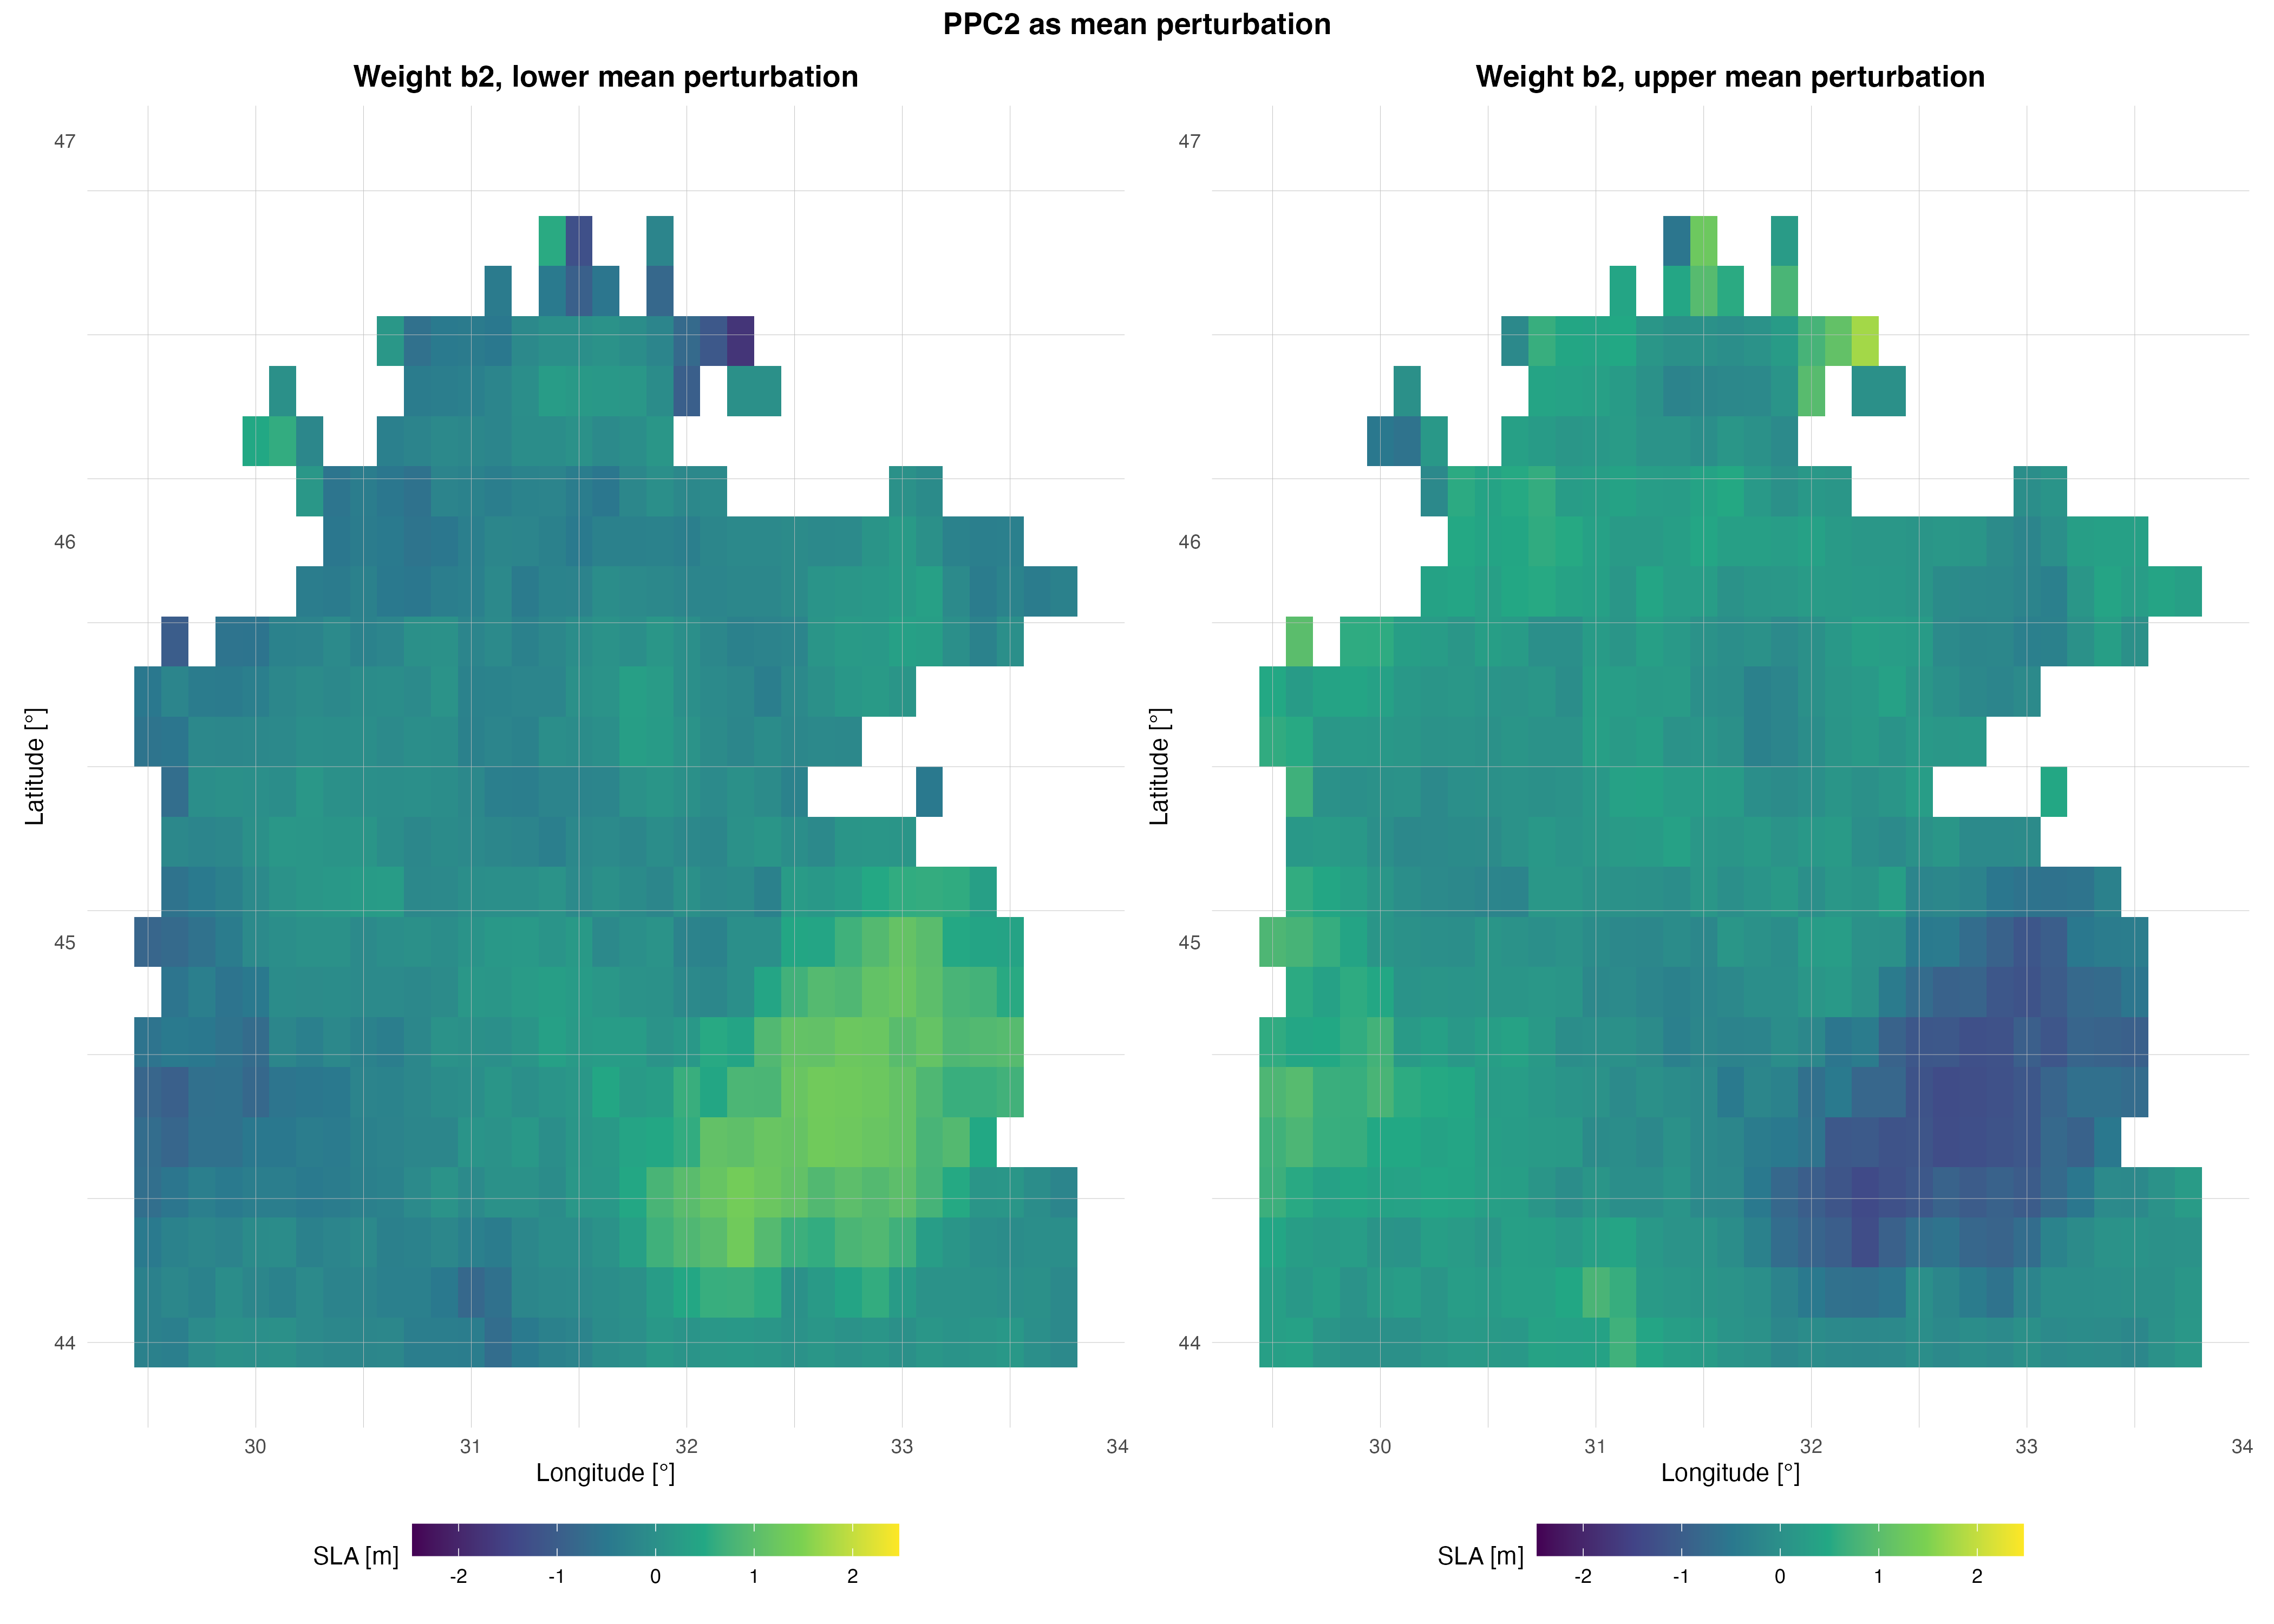 PPC2 as mean perturbation
Weight b2, lower mean perturbation
Weight b2, upper mean perturbation
47
46
45
44
Latitude [°]
30 31 32 33 34
Longitude [°]
SLA [m]
-2 -1 0 1 2
47
46
45
44
Latitude [°]
30 31 32 33 34
Longitude [°]
SLA [m]
-2 -1 0 1 2